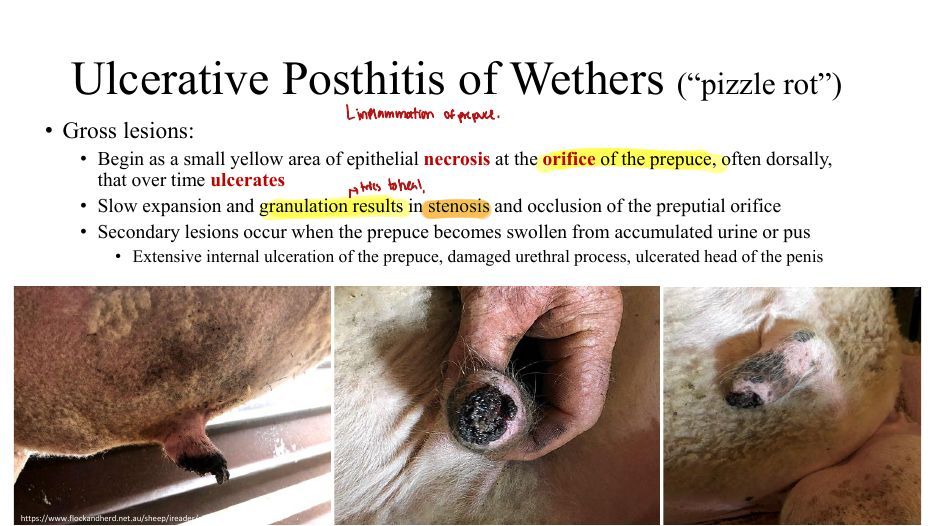 Ulcerative Posthitis of Wethers (“pizzle rot”)
inflammation of prepuce.
• Gross lesions:
• Begin as a small yellow area of epithelial necrosis at the orifice of the prepuce, often dorsally,
that over time ulcerates
to heal.
• Slow expansion and granulation results in stenosis and occlusion of the preputial orifice
• Secondary lesions occur when the prepuce becomes swollen from accumulated urine or pus
• Extensive internal ulceration of the prepuce, damaged urethral process, ulcerated head of the penis
https://www.flockandherd.net.au/sheep/ireader/